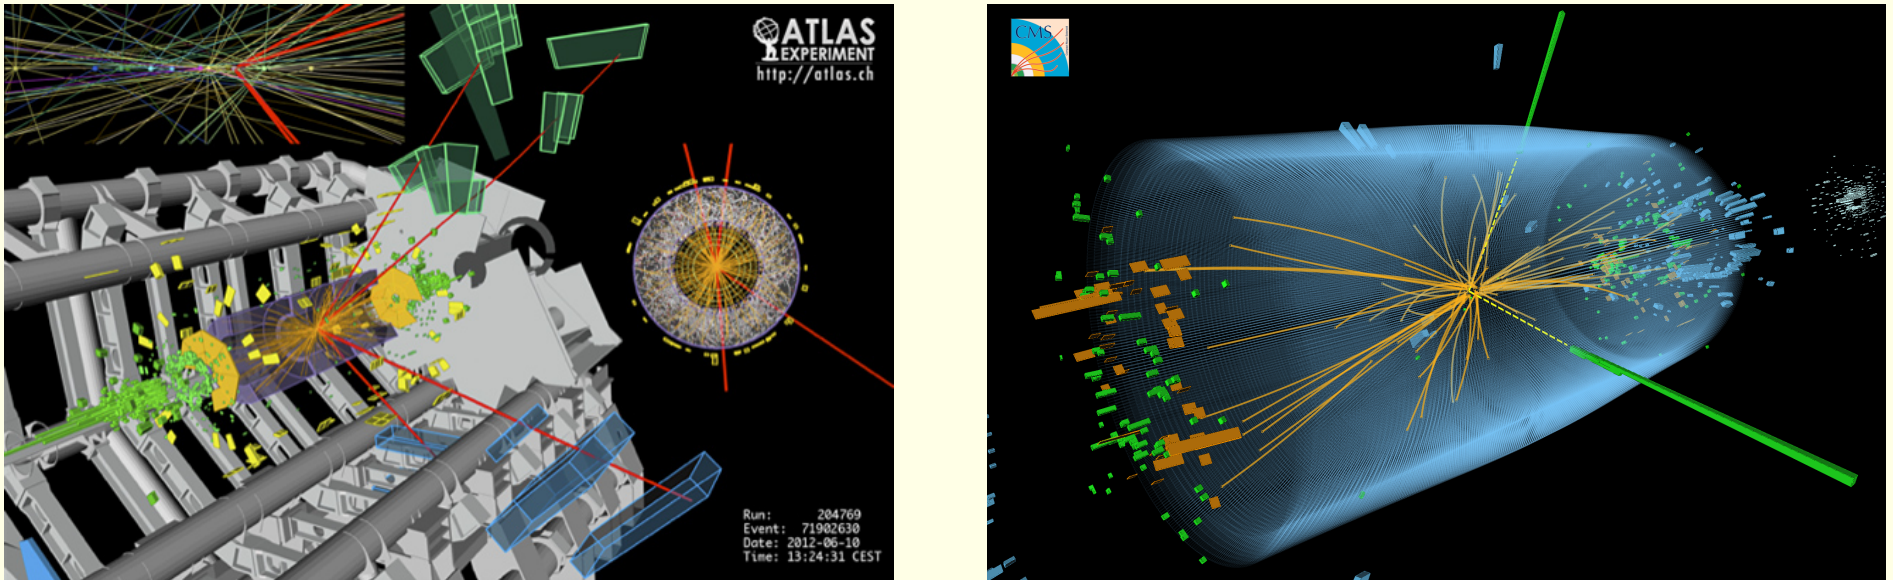 ATLAS
EXPERIMENT
http://atlas.ch
Run: 204769
Event: 71902630
Date: 2012-06-10
Time: 13:24:31 CEST
CMS